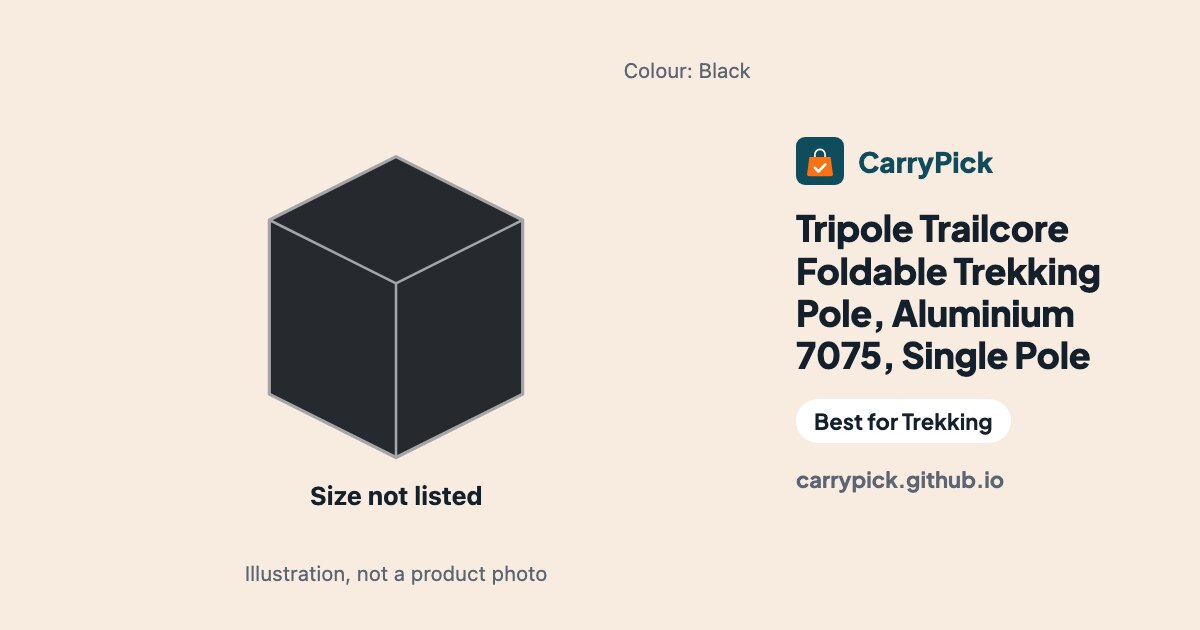 Colour: Black
CarryPick
Tripole Trailcore
Foldable Trekking
Pole, Aluminium
7075, Single Pole
Best for Trekking
carrypick.github.io
Size not listed
Illustration, not a product photo